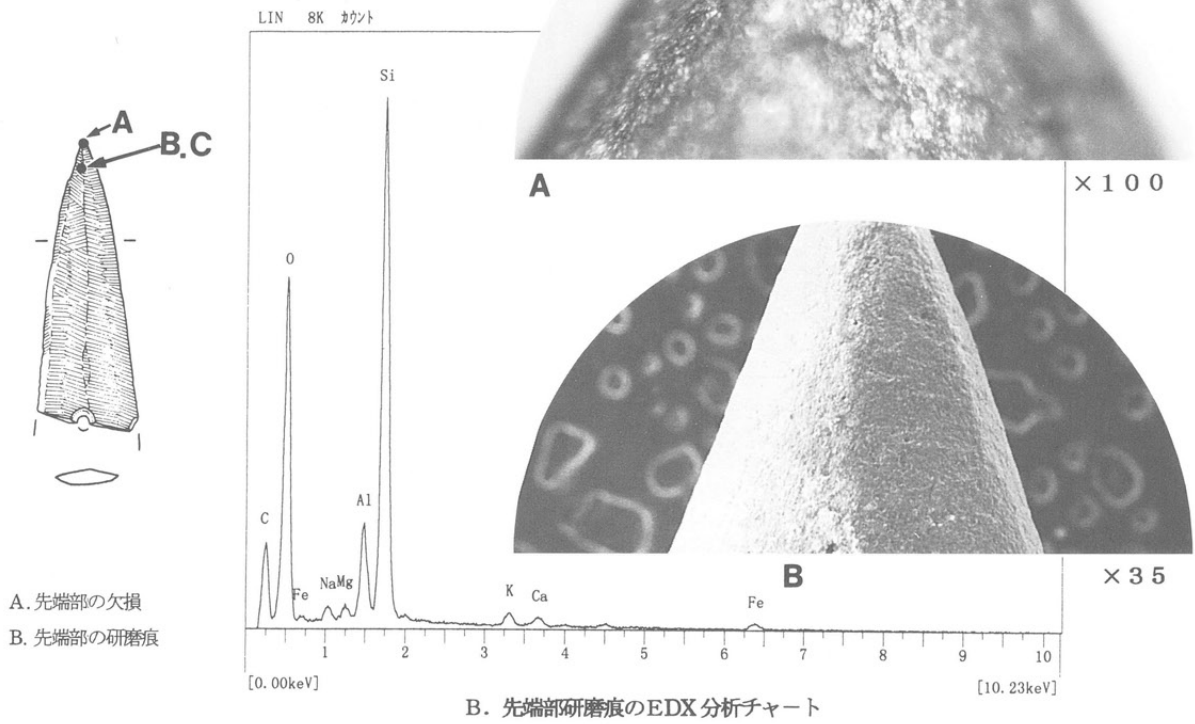 LIN 8K カウント
Si
A
B.C
A
×100
O
Al
C
Fe
Na
Mg
K
Ca
Fe
B
×35
A. 先端部の欠損
B. 先端部の研磨痕
1 2 3 4 5 6 7 8 9 10
[0.00keV]
[10.23keV]
B. 先端部研磨痕のEDX分析チャート